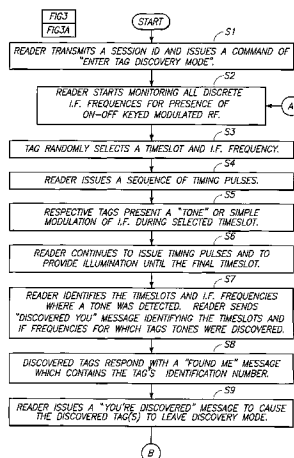 FIG3
FIG3A
START
S1
READER TRANSMITS A SESSION ID AND ISSUES A COMMAND OF
"ENTER TAG DISCOVERY MODE".
S2
READER STARTS MONITORING ALL DISCRETE
I.F. FREQUENCIES FOR PRESENCE OF
ON-OFF KEYED MODULATED RF.
A
S3
TAG RANDOMLY SELECTS A TIMESLOT AND I.F. FREQUENCY.
S4
READER ISSUES A SEQUENCE OF TIMING PULSES.
S5
RESPECTIVE TAGS PRESENT A "TONE" OR SIMPLE
MODULATION OF I.F. DURING SELECTED TIMESLOT.
S6
READER CONTINUES TO ISSUE TIMING PULSES AND TO
PROVIDE ILLUMINATION UNTIL THE FINAL TIMESLOT.
S7
READER IDENTIFIES THE TIMESLOTS AND I.F. FREQUENCIES
WHERE A TONE WAS DETECTED. READER SENDS
"DISCOVERED YOU" MESSAGE IDENTIFYING THE TIMESLOTS AND
IF FREQUENCIES FOR WHICH TAGS TONES WERE DISCOVERED.
S8
DISCOVERED TAGS RESPOND WITH A "FOUND ME" MESSAGE
WHICH CONTAINS THE TAG'S IDENTIFICATION NUMBER.
S9
READER ISSUES A "YOU'RE DISCOVERED" MESSAGE TO CAUSE
THE DISCOVERED TAG(S) TO LEAVE DISCOVERY MODE.
B